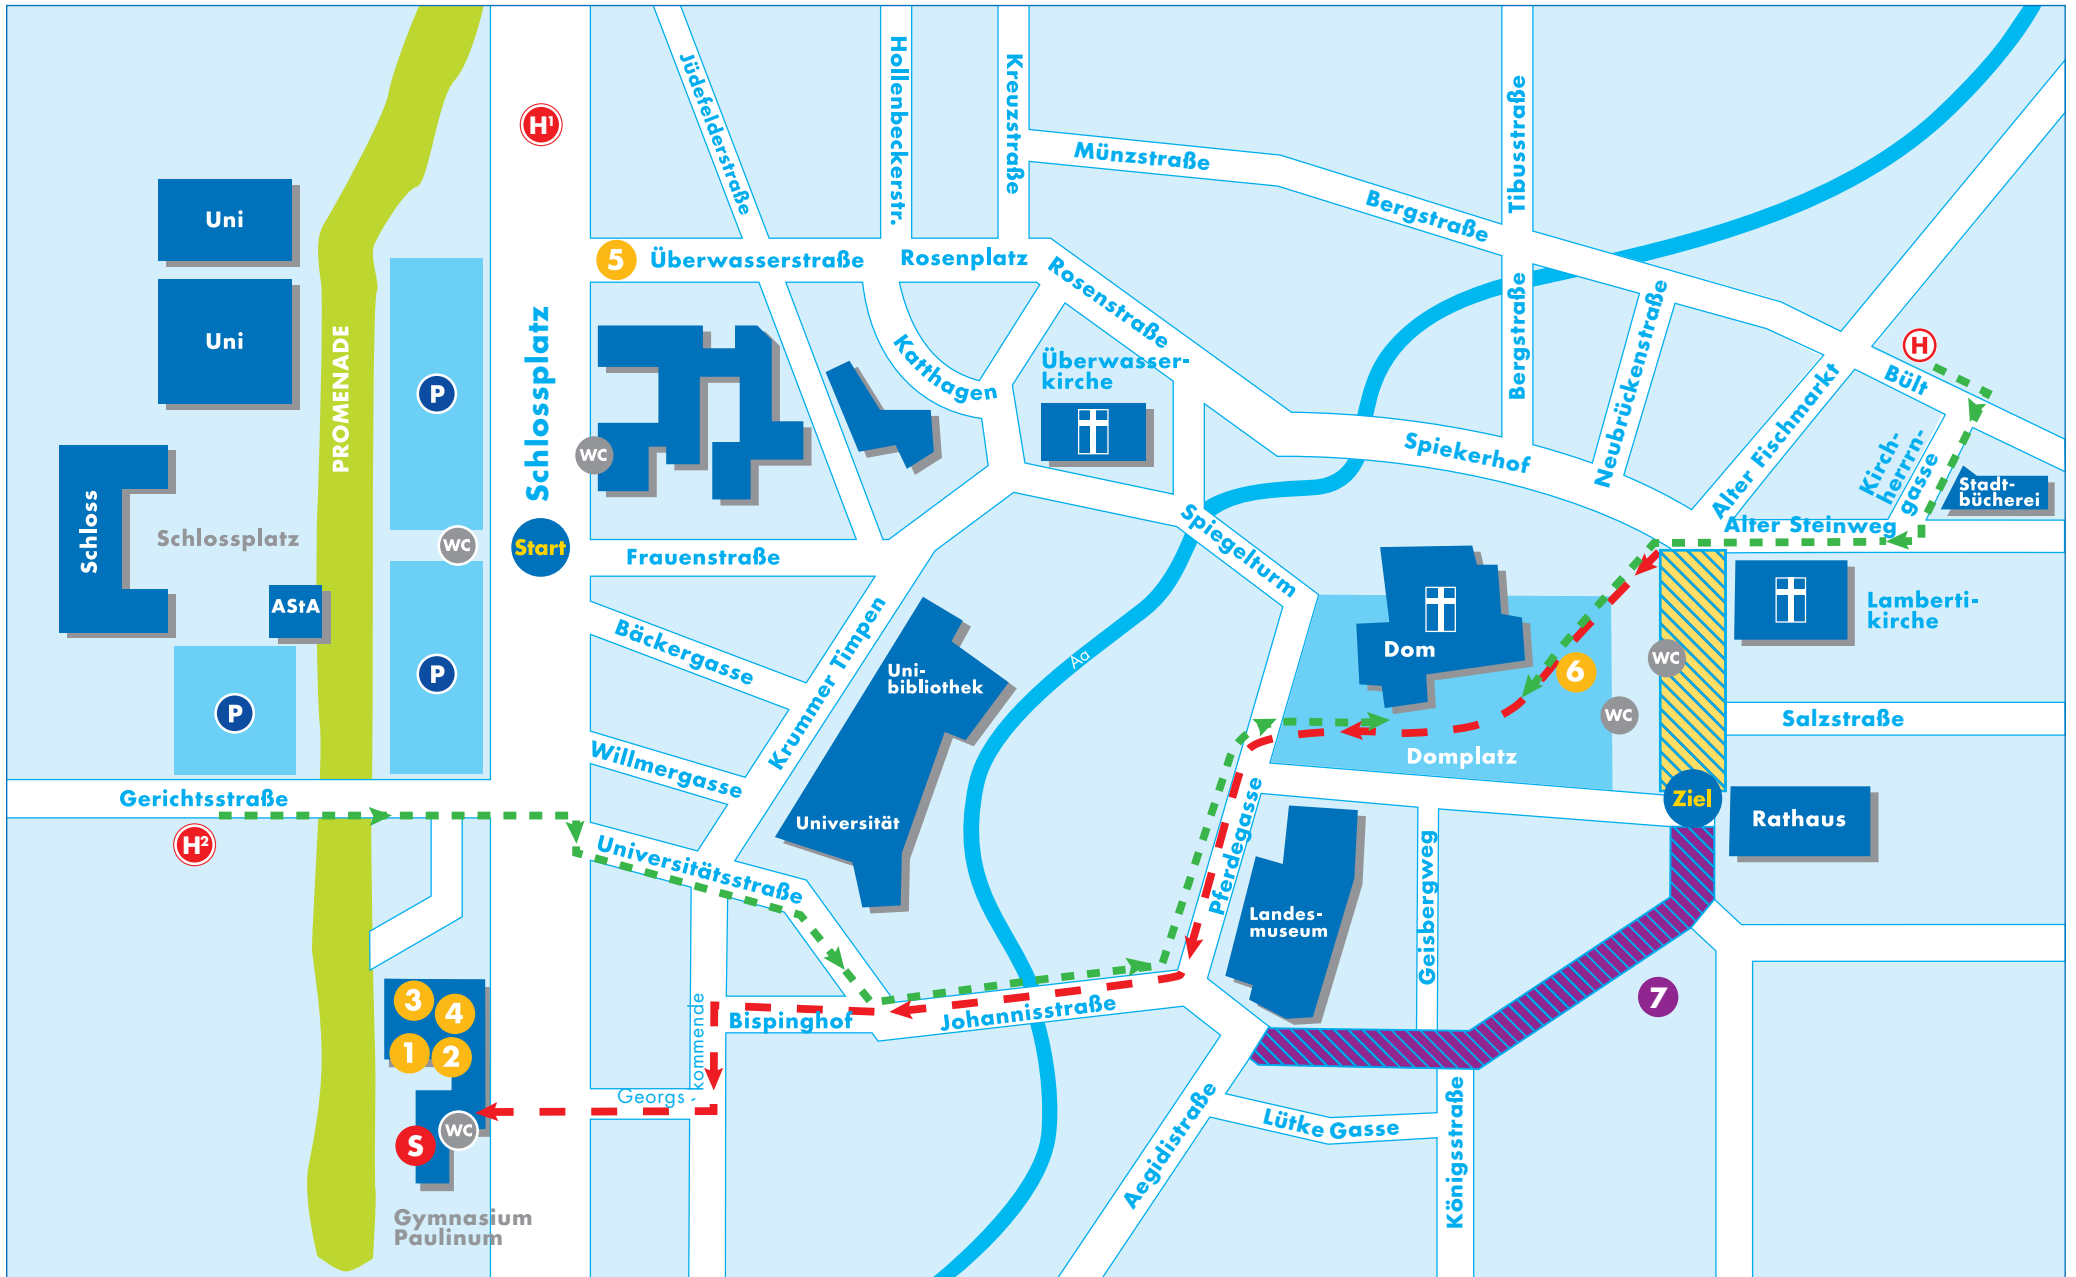 H¹
Jüdefelderstraße
Hollenbeckerstr.
Kreuzstraße
Münzstraße
Bergstraße
Tibusstraße
Uni
Uni
5
Überwasserstraße
Rosenplatz
Rosenstraße
Bergstraße
Neubrückenstraße
H
Bült
PROMENADE
P
Schlossplatz
WC
Katthagen
Überwasser-
kirche
Spiekerhof
Alter Fischmarkt
Kirch-
herrrn-
gasse
Stadt-
bücherei
Alter Steinweg
Schloss
Schlossplatz
WC
Start
Frauenstraße
Spiegelturm
AStA
P
P
Bäckergasse
Krummer Timpen
Uni-
bibliothek
Universität
Aa
Dom
6
WC
WC
Lamberti-
kirche
Salzstraße
Domplatz
Willmergasse
Gerichtsstraße
H²
Universitätsstraße
Pferdegasse
Landes-
museum
Geisbergweg
Ziel
Rathaus
7
3
4
1
2
Bispinghof
Johannisstraße
Georgs-
kommende
S
WC
Gymnasium
Paulinum
Aegidistraße
Lütke Gasse
Königsstraße